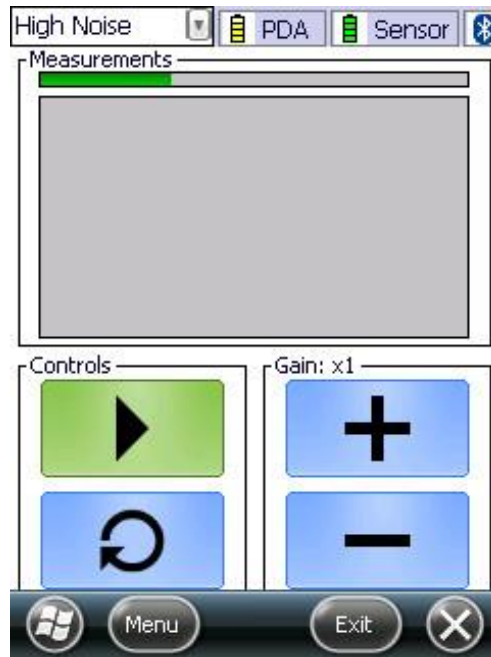 High Noise PDA Sensor
Measurements
Controls Gain: x1
Menu Exit